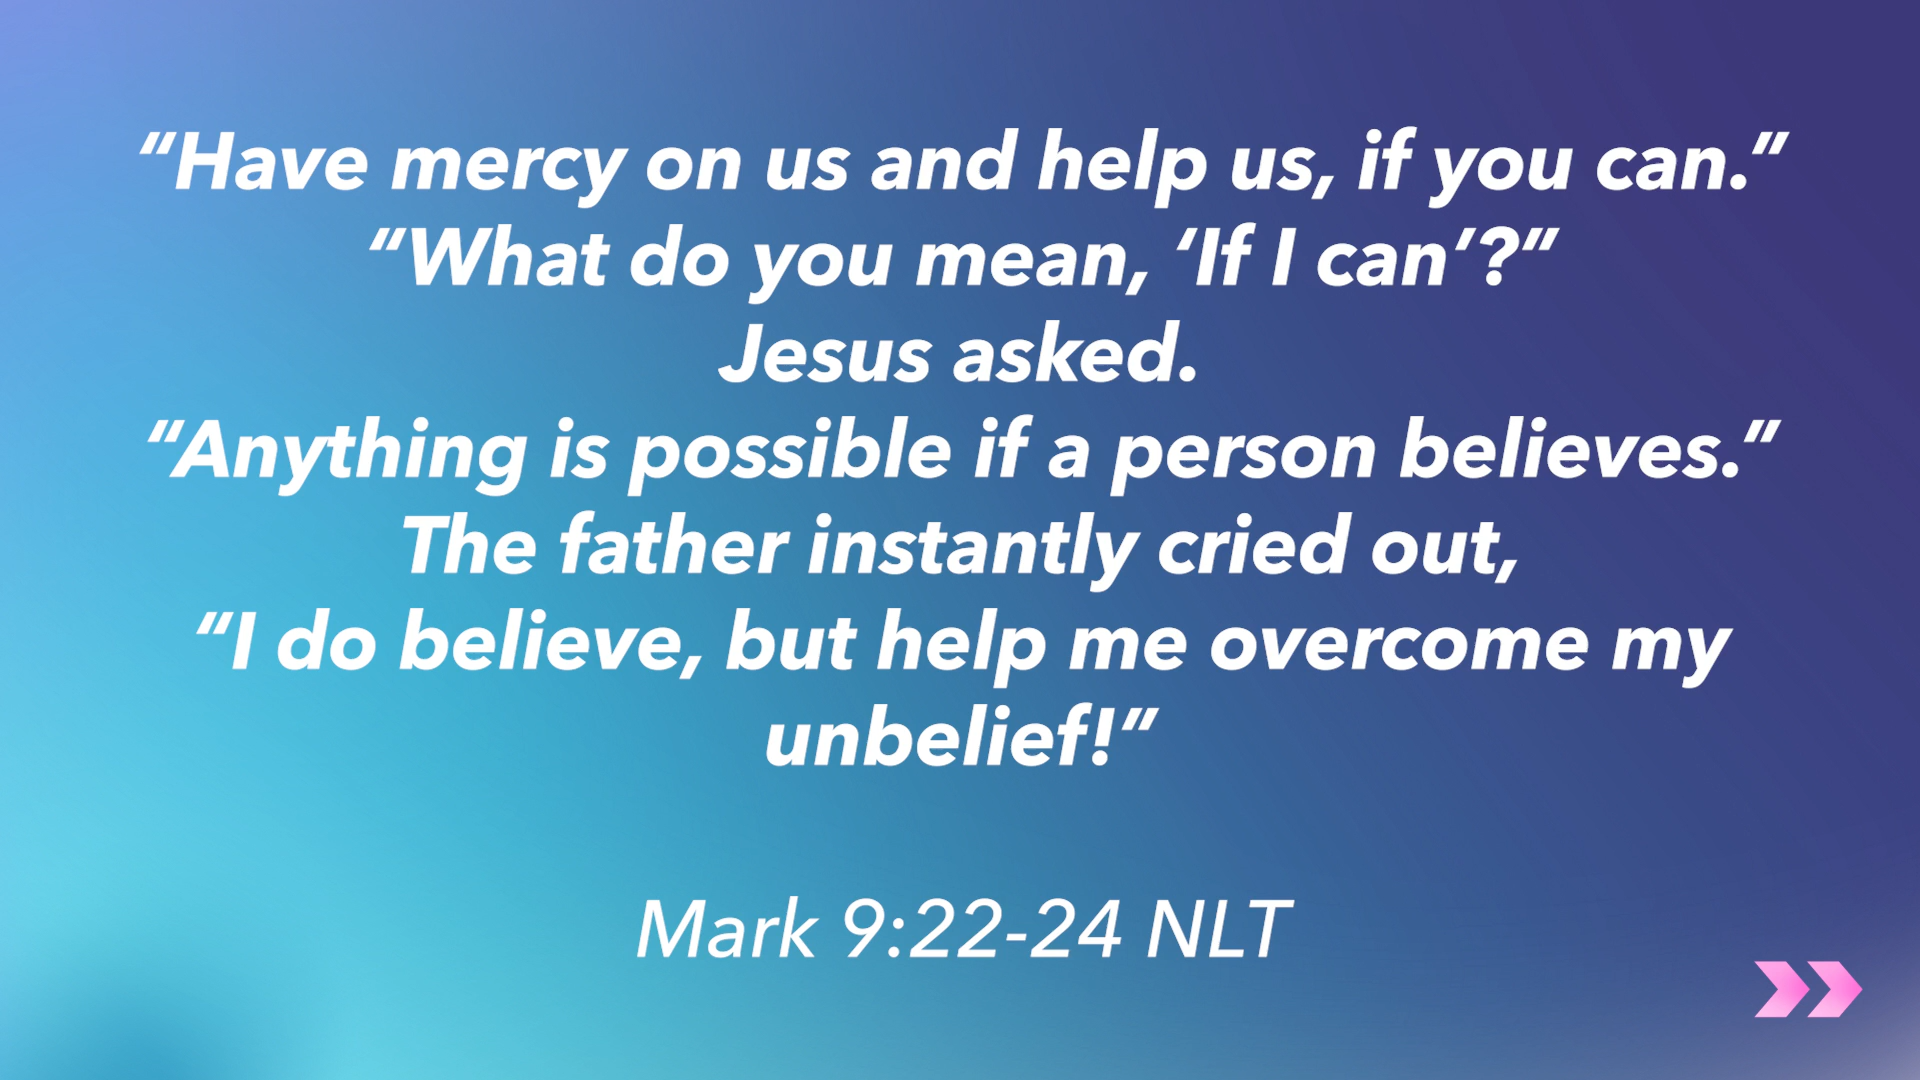 “Have mercy on us and help us, if you can.”
“What do you mean, ‘If I can’?”
Jesus asked.
“Anything is possible if a person believes.”
The father instantly cried out,
“I do believe, but help me overcome my
unbelief!”
Mark 9:22-24 NLT